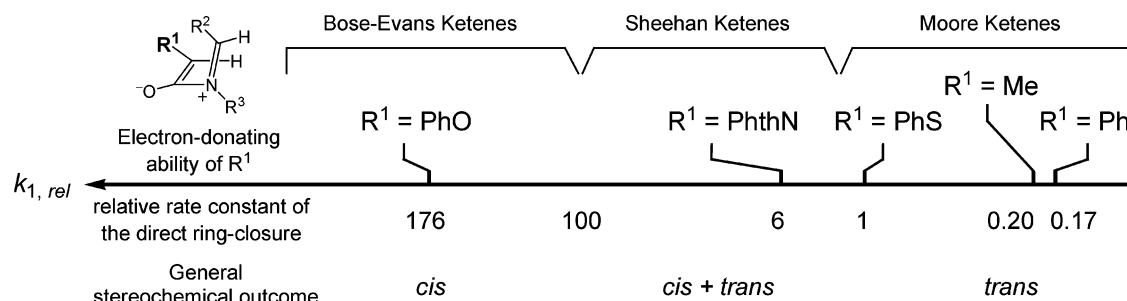 Bose-Evans Ketenes Sheehan Ketenes Moore Ketenes
R² H
R¹ H
⁻O N +
R³
R¹ = Me
R¹ = PhO R¹ = PhthN R¹ = PhS R¹ = Ph
Electron-donating
ability of R¹
k₁, rel
relative rate constant of
the direct ring-closure
176 100 6 1 0.20 0.17
General
stereochemical outcome
cis cis + trans trans